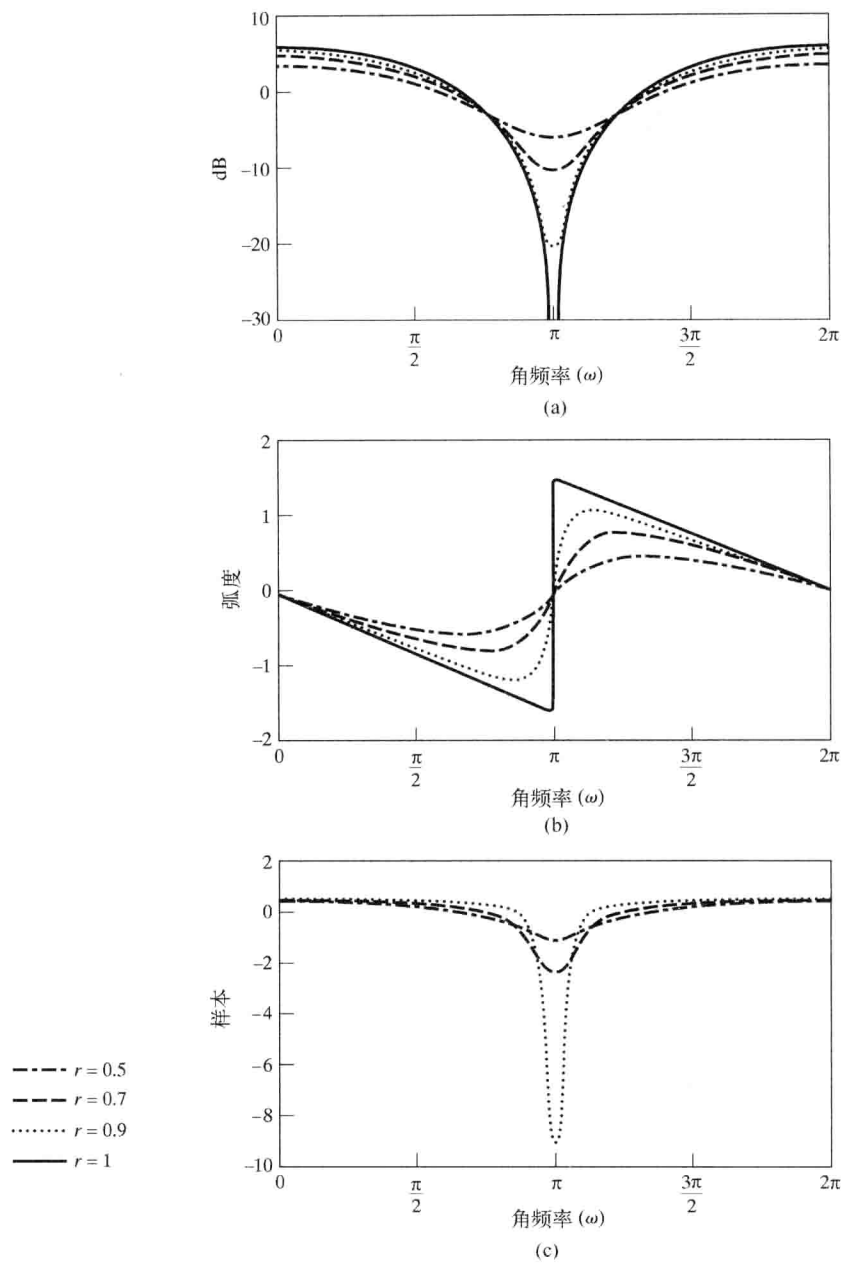 10
0
dB
−10
−20
−30
0
π/2
π
3π/2
2π
角频率 (ω)
(a)
2
1
弧度
0
−1
−2
0
π/2
π
3π/2
2π
角频率 (ω)
(b)
2
0
−2
样本
−4
−6
−8
−10
0
π/2
π
3π/2
2π
角频率 (ω)
(c)
r = 0.5
r = 0.7
r = 0.9
r = 1